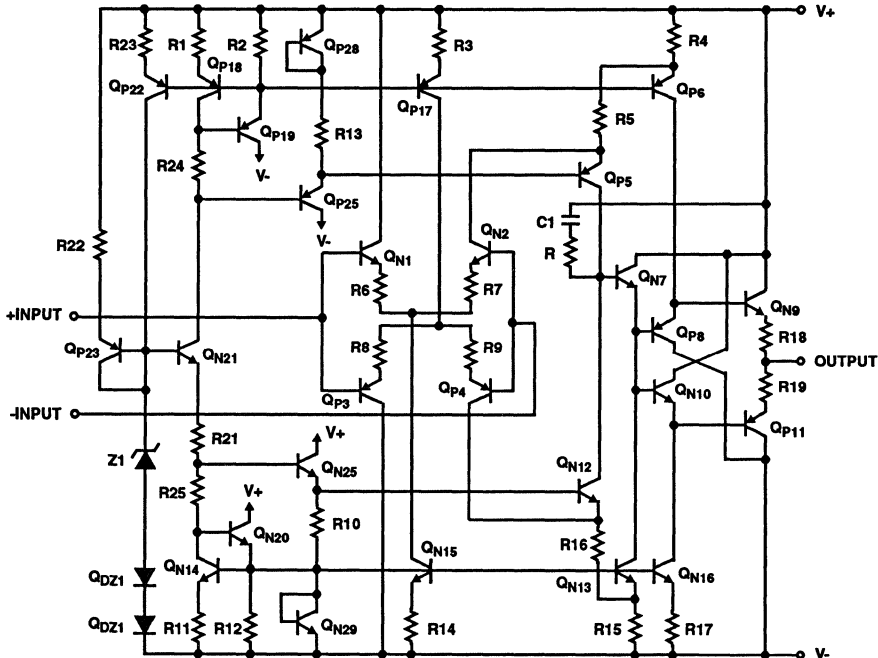 V+
R23
R1
R2
QP28
R3
R4
QP18
QP22
QP17
QP6
QP19
R13
R5
R24
V-
QP5
QP25
V-
C1
QN2
R22
QN1
R
QN7
R6
R7
+INPUT
QN9
QP8
R18
R8
R9
QP23
QN21
OUTPUT
QP3
QP4
QN10
R19
-INPUT
QP11
V+
R21
Z1
QN25
QN12
V+
R25
QN20
R10
R16
QN15
QN14
QN13
QN16
QDZ1
QN29
QDZ1
R11
R12
R14
R15
R17
V-